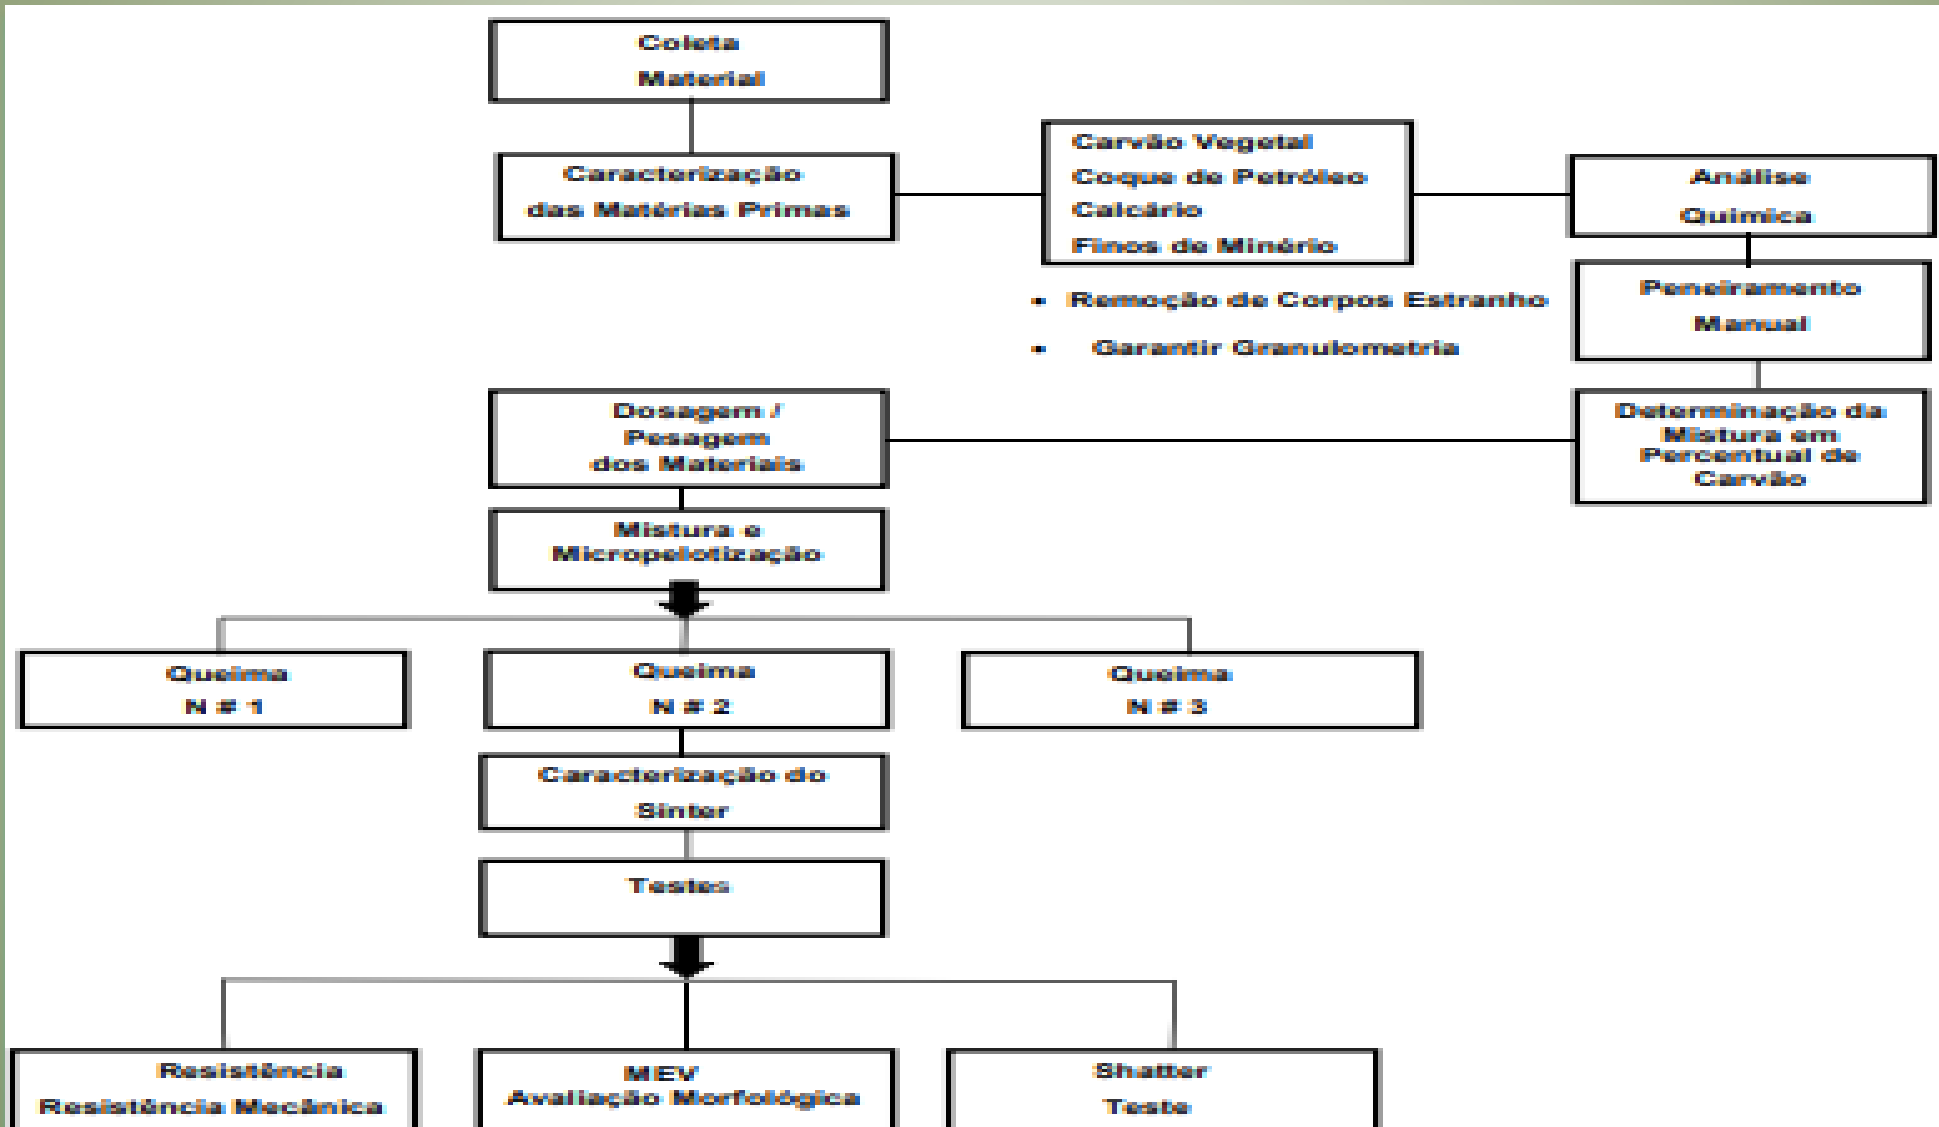 Coleta
Material
Caracterização
das Matérias Primas
Carvão Vegetal
Coque de Petróleo
Calcário
Finos de Minério
Análise
Química
• Remoção de Corpos Estranho
• Garantir Granulometria
Peneiramento
Manual
Determinação da
Mistura em
Percentual de
Carvão
Dosagem /
Pesagem
dos Materiais
Mistura e
Micropelotização
Queima
N # 1
Queima
N # 2
Queima
N # 3
Caracterização do
Sinter
Testes
Resistência
Resistência Mecânica
MEV
Avaliação Morfológica
Shatter
Teste